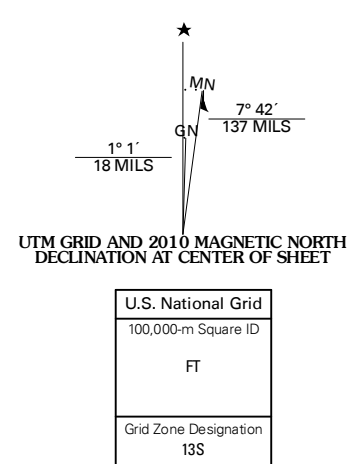 MN
7° 42´
137 MILS
GN
1° 1´
18 MILS
UTM GRID AND 2010 MAGNETIC NORTH
DECLINATION AT CENTER OF SHEET
U.S. National Grid
100,000-m Square ID
FT
Grid Zone Designation
13S